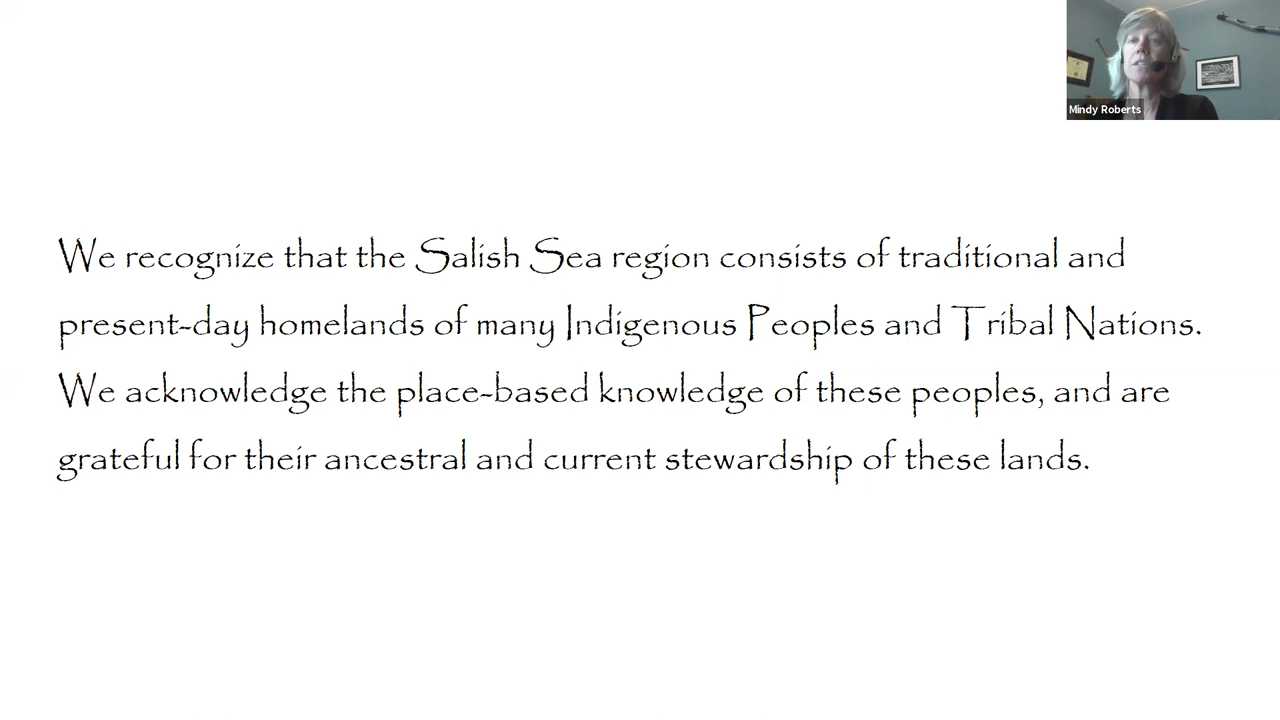 Mindy Roberts
We recognize that the Salish Sea region consists of traditional and
present-day homelands of many Indigenous Peoples and Tribal Nations.
We acknowledge the place-based knowledge of these peoples, and are
grateful for their ancestral and current stewardship of these lands.